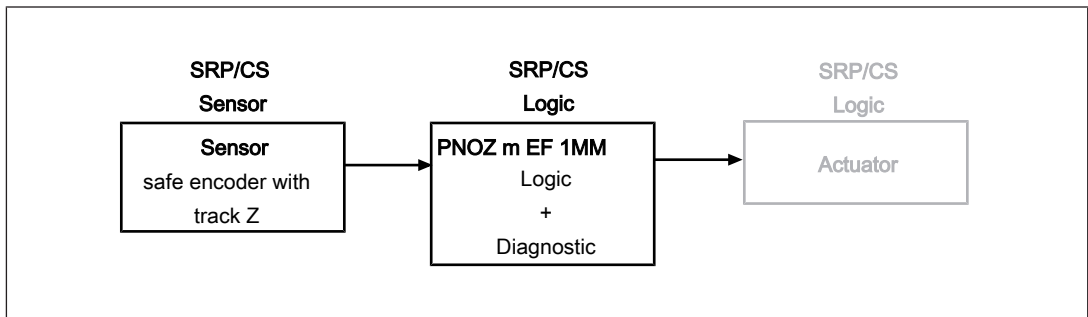 SRP/CS
Sensor
Sensor
safe encoder with
track Z
SRP/CS
Logic
PNOZ m EF 1MM
Logic
+
Diagnostic
SRP/CS
Logic
Actuator